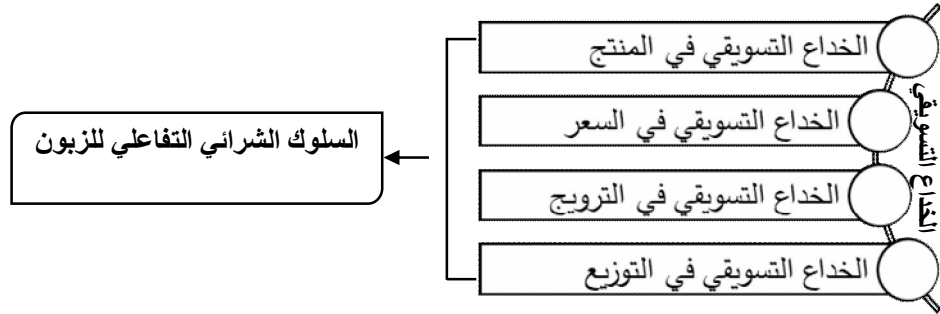 الخداع التسويقي
الخداع التسويقي في المنتج
الخداع التسويقي في السعر
الخداع التسويقي في الترويج
الخداع التسويقي في التوزيع
السلوك الشرائي التفاعلي للزبون